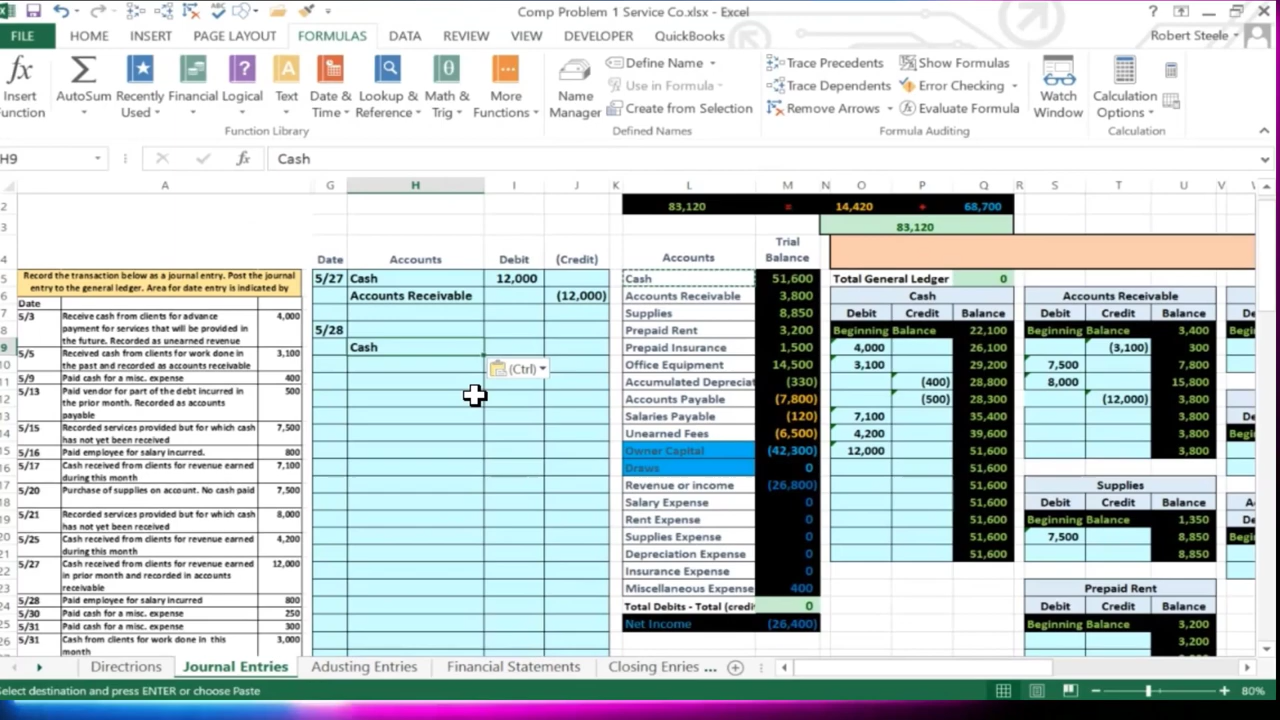 Comp Problem 1 Service Co.xlsx - Excel
FILE HOME INSERT PAGE LAYOUT FORMULAS DATA REVIEW VIEW DEVELOPER QuickBooks Robert Steele
Insert Function
AutoSum
Recently Used
Financial
Logical
Text
Date & Time
Lookup & Reference
Math & Trig
More Functions
Function Library
Name Manager
Define Name
Use in Formula
Create from Selection
Defined Names
Trace Precedents
Trace Dependents
Remove Arrows
Show Formulas
Error Checking
Evaluate Formula
Formula Auditing
Watch Window
Calculation Options
Calculation
H9 fx Cash
A G H I J K L M N O P Q R S T U V
83,120 = 14,420 + 68,700
83,120
Date Accounts Debit (Credit)
5/27 Cash 12,000
Accounts Receivable (12,000)
5/28
Cash
(Ctrl)
Record the transaction below as a journal entry. Post the journal
entry to the general ledger. Area for date is indicated by
Date
5/3 Receive cash from clients for advance 4,000
payment for services that will be provided in
the future. Recorded as unearned revenue
5/5 Received cash from clients for work done in 3,100
the past and recorded as accounts receivable
5/9 Paid cash for a misc. expense 400
5/13 Paid vendor for part of the debt incurred in 500
the prior month. Recorded as accounts
payable
5/15 Recorded services provided but for which cash 7,500
has not yet been received
5/16 Paid employee for salary incurred. 800
5/17 Cash received from clients for revenue earned 7,100
during this month
5/20 Purchase of supplies on account. No cash paid 7,500
5/21 Recorded services provided but for which cash 8,000
has not yet been received
5/25 Cash received from clients for revenue earned 4,200
during this month
5/27 Cash received from clients for revenue earned 12,000
in prior month and recorded in accounts
receivable
5/28 Paid employee for salary incurred 800
5/30 Paid cash for a misc. expense 250
5/31 Paid cash for a misc. expense 300
5/31 Cash from clients for work done in this 3,000
month
Accounts Trial Balance
Cash 51,600
Accounts Receivable 3,800
Supplies 8,850
Prepaid Rent 3,200
Prepaid Insurance 1,500
Office Equipment 14,500
Accumulated Depreciat (330)
Accounts Payable (7,800)
Salaries Payable (120)
Unearned Fees (6,500)
Owner Capital (42,300)
Draws 0
Revenue or income (26,800)
Salary Expense 0
Rent Expense 0
Supplies Expense 0
Depreciation Expense 0
Insurance Expense 0
Miscellaneous Expense 400
Total Debits - Total (credi 0
Net Income (26,400)
Total General Ledger 0
Cash
Debit Credit Balance
Beginning Balance 22,100
4,000 26,100
3,100 29,200
(400) 28,800
(500) 28,300
7,100 35,400
4,200 39,600
12,000 51,600
51,600
51,600
51,600
51,600
51,600
51,600
Accounts Receivable
Debit Credit Balance
Beginning Balance 3,400
(3,100) 300
7,500 7,800
8,000 15,800
(12,000) 3,800
3,800
3,800
3,800
Supplies
Debit Credit Balance
Beginning Balance 1,350
7,500 8,850
8,850
Prepaid Rent
Debit Credit Balance
Beginning Balance 3,200
3,200
Directions Journal Entries Adusting Entries Financial Statements Closing Enries ...
Select destination and press ENTER or choose Paste 80%